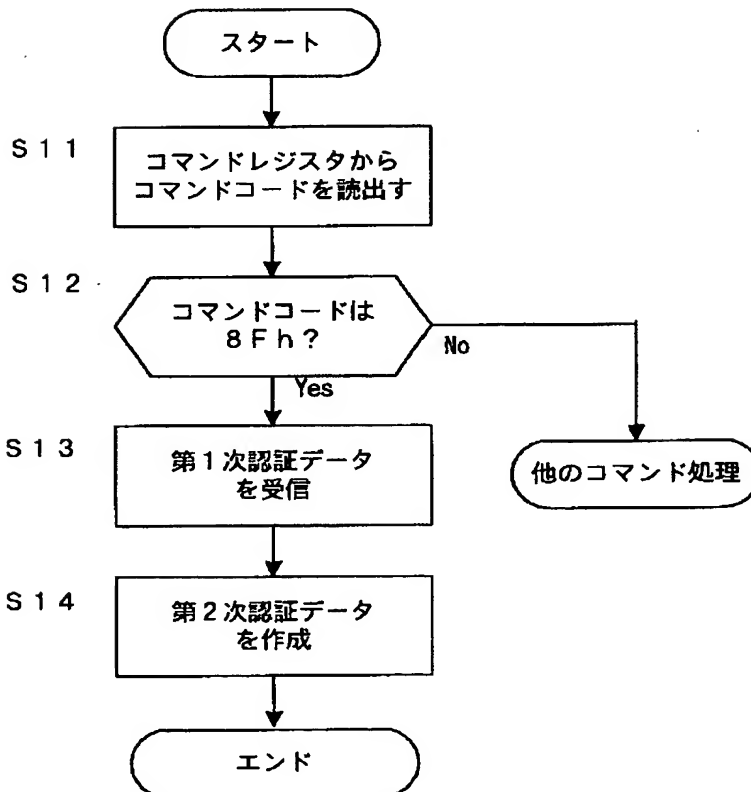 スタート
S11
コマンドレジスタから
コマンドコードを読出す
S12
コマンドコードは
8Fh?
No
Yes
S13
第1次認証データ
を受信
他のコマンド処理
S14
第2次認証データ
を作成
エンド